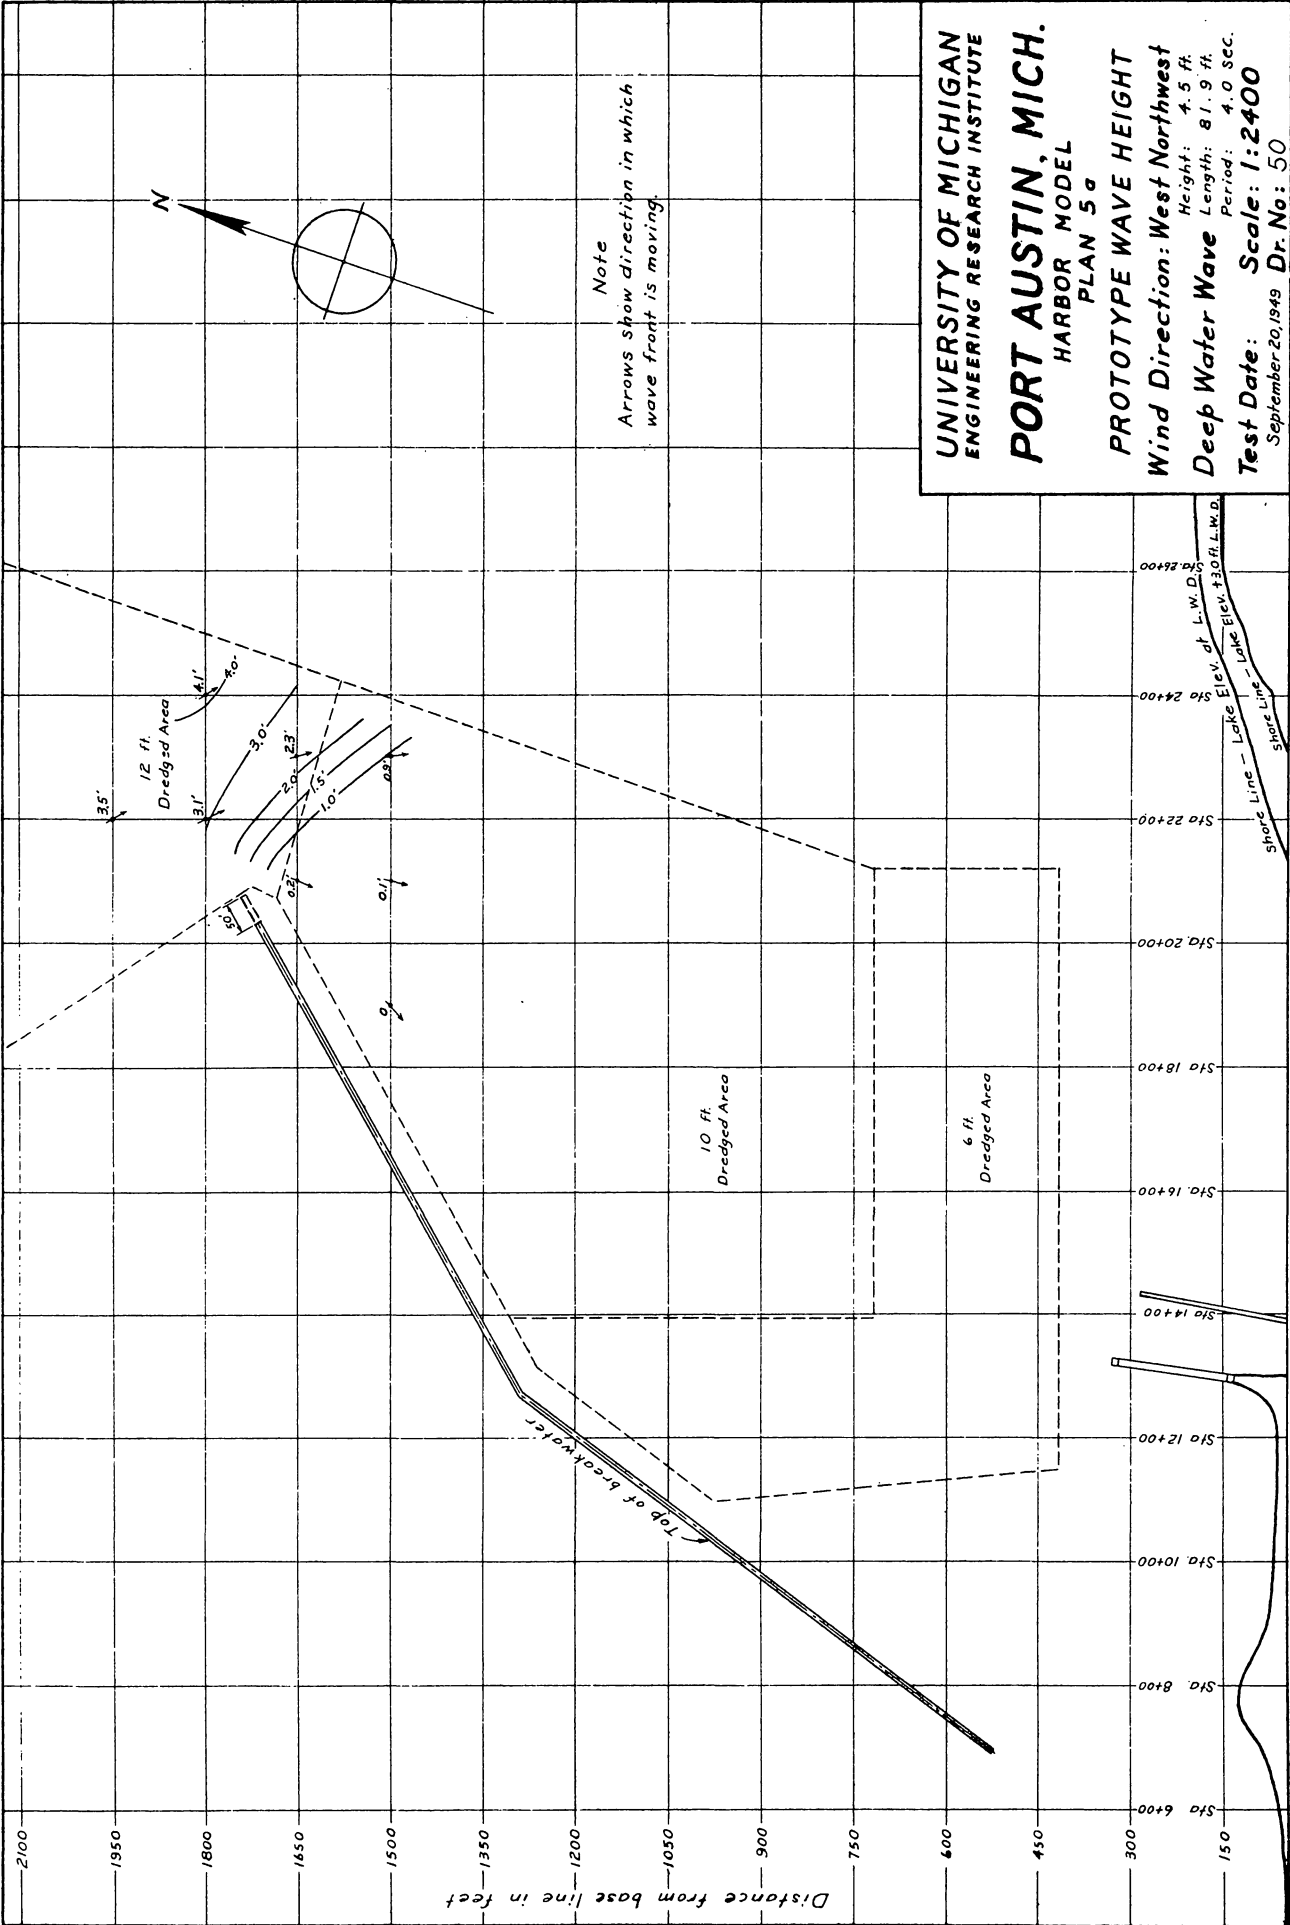 UNIVERSITY OF MICHIGAN
ENGINEERING RESEARCH INSTITUTE
PORT AUSTIN, MICH.
HARBOR MODEL
PLAN 5a
PROTOTYPE WAVE HEIGHT
Wind Direction: West Northwest
Deep Water Wave
Height: 4.5 ft.
Length: 81.9 ft.
Period: 4.0 sec.
Test Date:
September 20, 1949
Scale: 1:2400
Dr. No: 50
N
Note
Arrows show direction in which
wave front is moving.
12 ft.
Dredged Area
3.5'
3.1'
4.1'
4.0'
3.0'
2.3'
2.0'
1.5'
1.0'
0.9'
0.2'
0.1'
0
50'
Top of breakwater
10 ft.
Dredged Area
6 ft.
Dredged Area
Shore Line - Lake Elev. at L.W.D.
Shore Line - Lake Elev. +3.0 ft. L.W.D.
Sta 6+00
Sta. 8+00
Sta. 10+00
Sta 12+00
Sta 14+00
Sta. 16+00
Sta 18+00
Sta. 20+00
Sta 22+00
Sta 24+00
Sta. 26+00
2100
1950
1800
1650
1500
1350
1200
1050
900
750
600
450
300
150
Distance from base line in feet